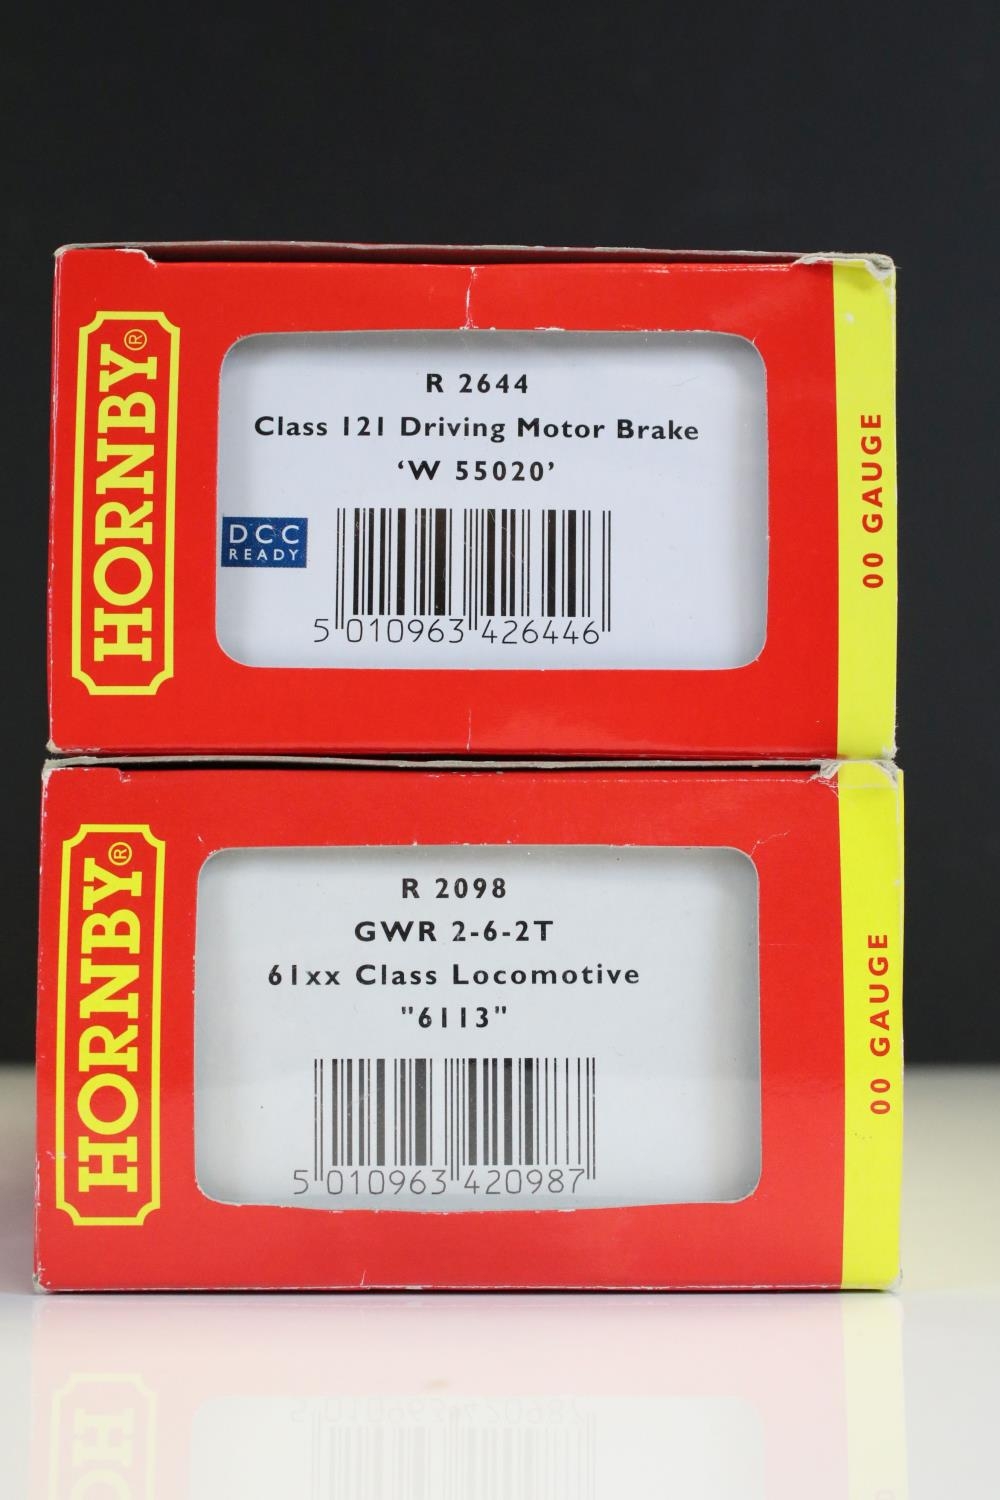 HORNBY®
R 2644
Class 121 Driving Motor Brake
‘W 55020’
DCC
READY
5 010963 426446
00 GAUGE
HORNBY®
R 2098
GWR 2-6-2T
61xx Class Locomotive
"6113"
5 010963 420987
00 GAUGE